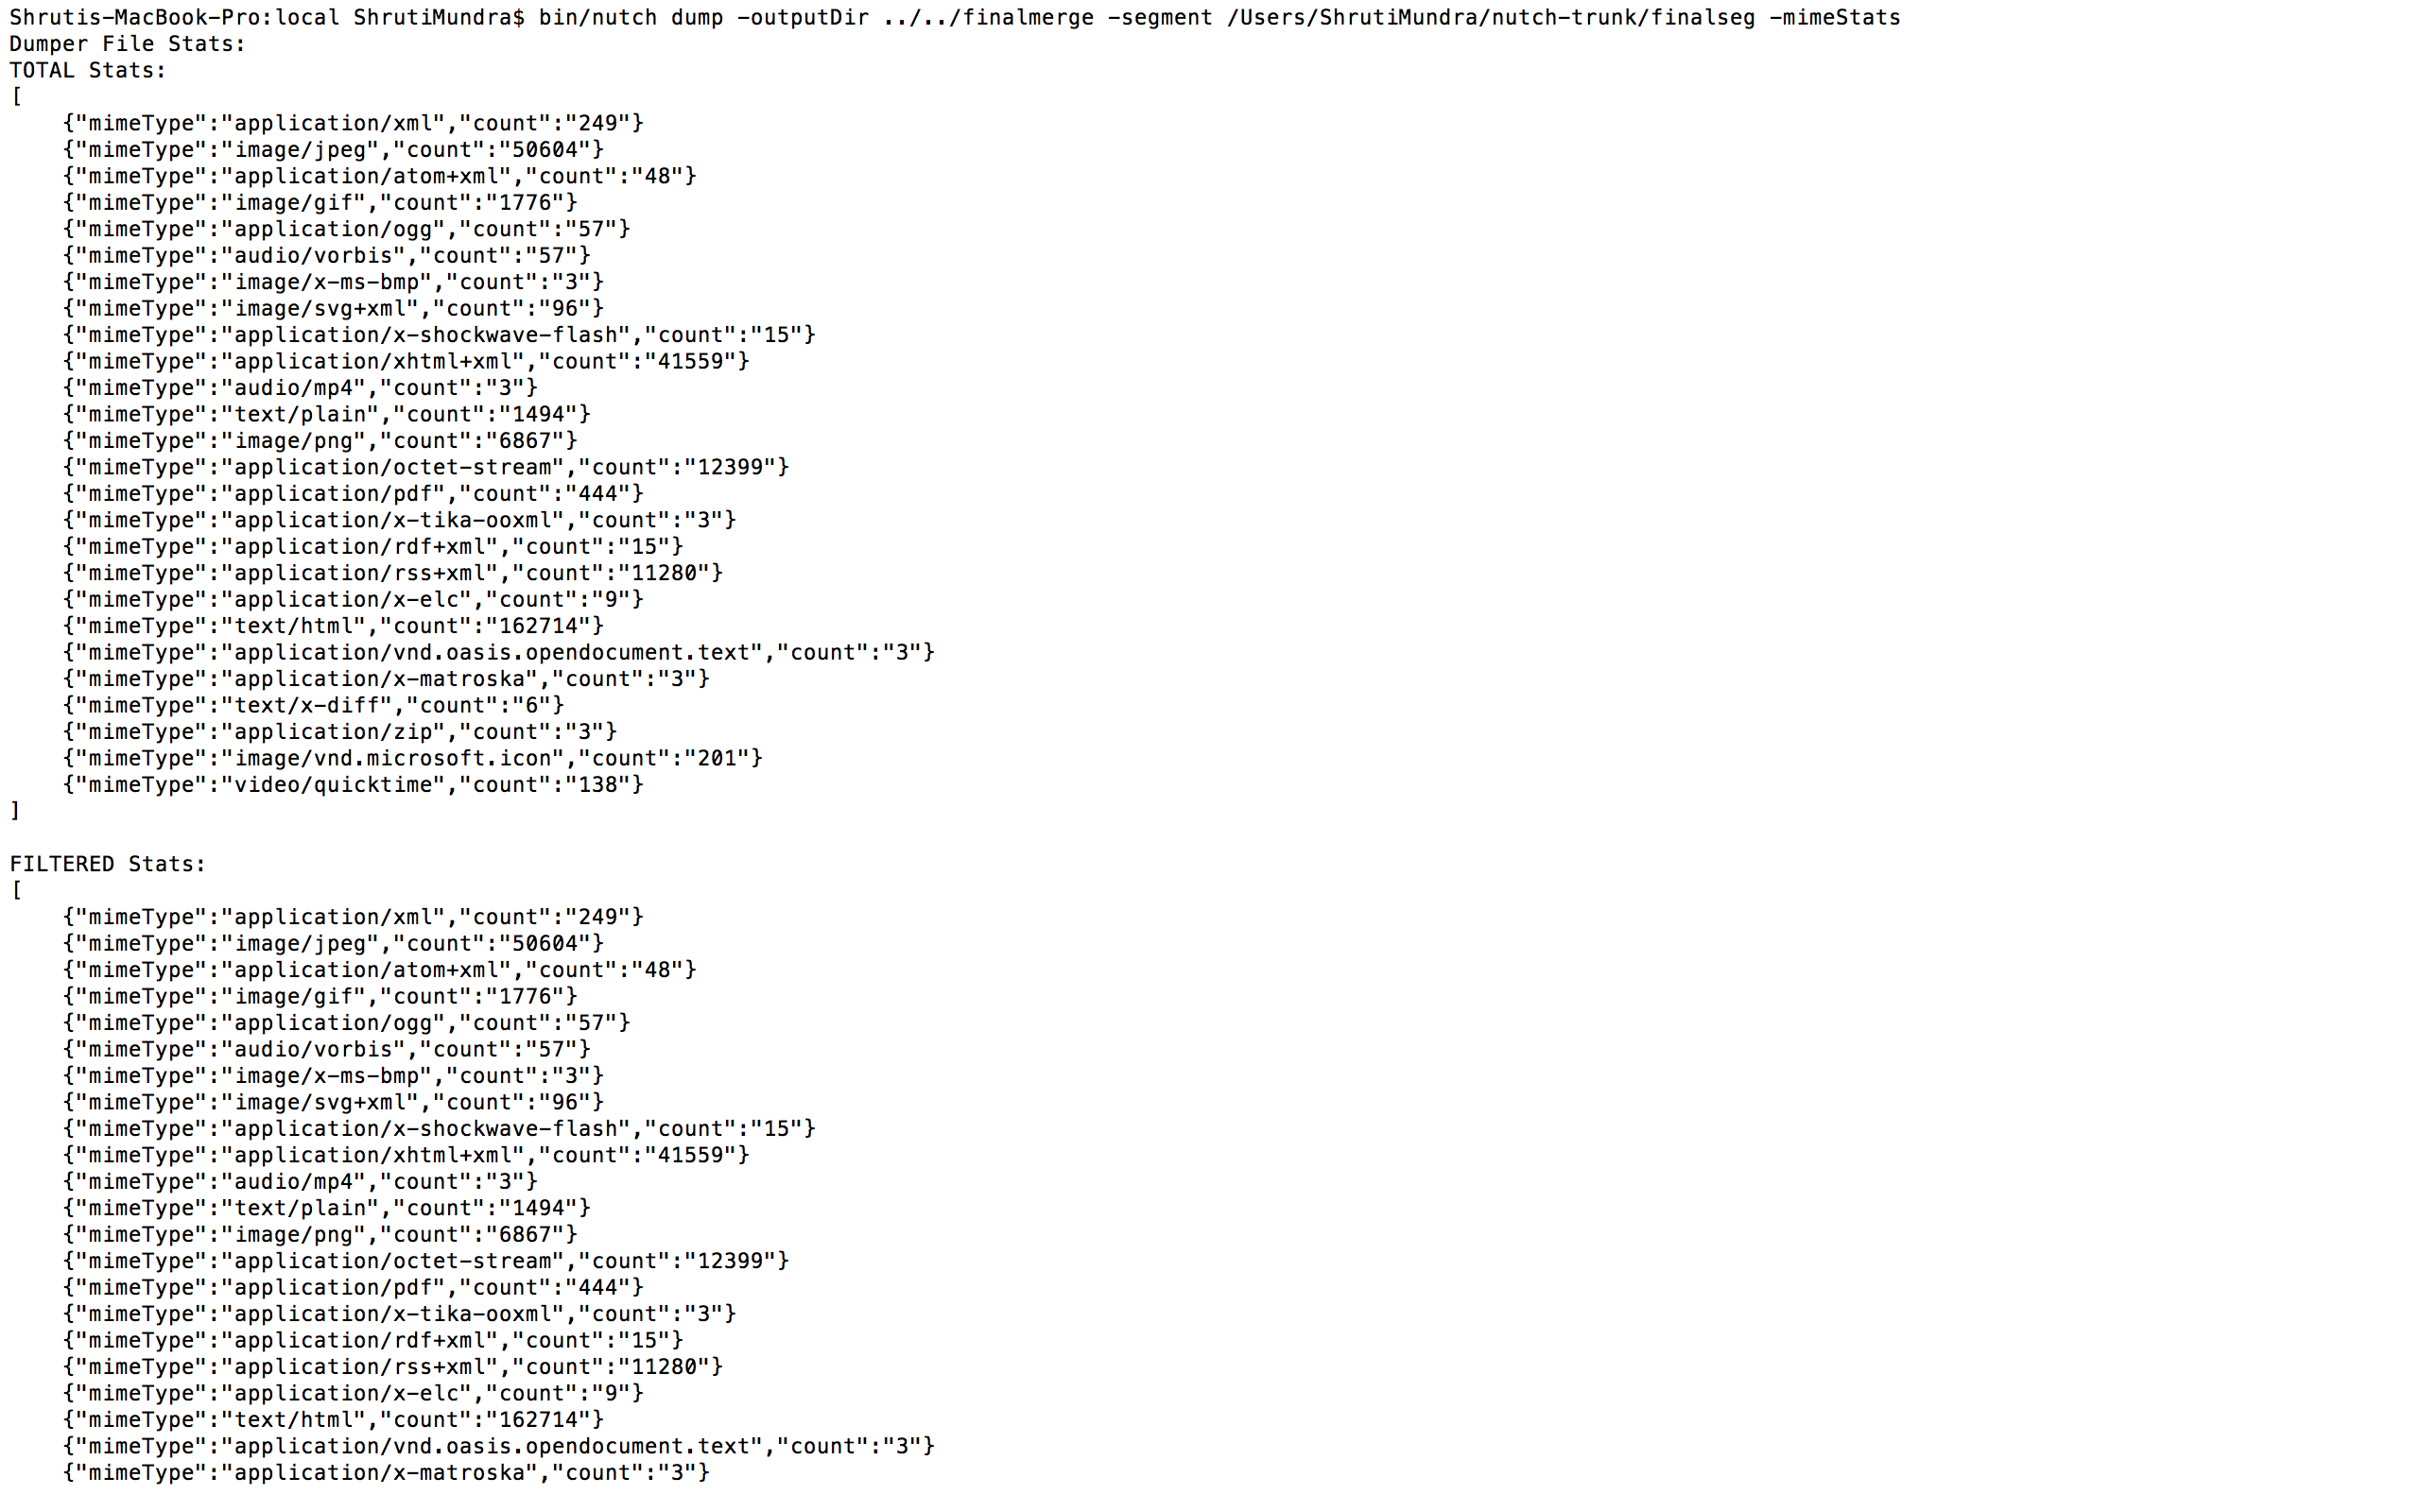 Shrutis-MacBook-Pro:local ShrutiMundra$ bin/nutch dump -outputDir ../../finalmerge -segment /Users/ShrutiMundra/nutch-trunk/finalseg -mimeStats
Dumper File Stats:
TOTAL Stats:
[
    {"mimeType":"application/xml","count":"249"}
    {"mimeType":"image/jpeg","count":"50604"}
    {"mimeType":"application/atom+xml","count":"48"}
    {"mimeType":"image/gif","count":"1776"}
    {"mimeType":"application/ogg","count":"57"}
    {"mimeType":"audio/vorbis","count":"57"}
    {"mimeType":"image/x-ms-bmp","count":"3"}
    {"mimeType":"image/svg+xml","count":"96"}
    {"mimeType":"application/x-shockwave-flash","count":"15"}
    {"mimeType":"application/xhtml+xml","count":"41559"}
    {"mimeType":"audio/mp4","count":"3"}
    {"mimeType":"text/plain","count":"1494"}
    {"mimeType":"image/png","count":"6867"}
    {"mimeType":"application/octet-stream","count":"12399"}
    {"mimeType":"application/pdf","count":"444"}
    {"mimeType":"application/x-tika-ooxml","count":"3"}
    {"mimeType":"application/rdf+xml","count":"15"}
    {"mimeType":"application/rss+xml","count":"11280"}
    {"mimeType":"application/x-elc","count":"9"}
    {"mimeType":"text/html","count":"162714"}
    {"mimeType":"application/vnd.oasis.opendocument.text","count":"3"}
    {"mimeType":"application/x-matroska","count":"3"}
    {"mimeType":"text/x-diff","count":"6"}
    {"mimeType":"application/zip","count":"3"}
    {"mimeType":"image/vnd.microsoft.icon","count":"201"}
    {"mimeType":"video/quicktime","count":"138"}
]

FILTERED Stats:
[
    {"mimeType":"application/xml","count":"249"}
    {"mimeType":"image/jpeg","count":"50604"}
    {"mimeType":"application/atom+xml","count":"48"}
    {"mimeType":"image/gif","count":"1776"}
    {"mimeType":"application/ogg","count":"57"}
    {"mimeType":"audio/vorbis","count":"57"}
    {"mimeType":"image/x-ms-bmp","count":"3"}
    {"mimeType":"image/svg+xml","count":"96"}
    {"mimeType":"application/x-shockwave-flash","count":"15"}
    {"mimeType":"application/xhtml+xml","count":"41559"}
    {"mimeType":"audio/mp4","count":"3"}
    {"mimeType":"text/plain","count":"1494"}
    {"mimeType":"image/png","count":"6867"}
    {"mimeType":"application/octet-stream","count":"12399"}
    {"mimeType":"application/pdf","count":"444"}
    {"mimeType":"application/x-tika-ooxml","count":"3"}
    {"mimeType":"application/rdf+xml","count":"15"}
    {"mimeType":"application/rss+xml","count":"11280"}
    {"mimeType":"application/x-elc","count":"9"}
    {"mimeType":"text/html","count":"162714"}
    {"mimeType":"application/vnd.oasis.opendocument.text","count":"3"}
    {"mimeType":"application/x-matroska","count":"3"}